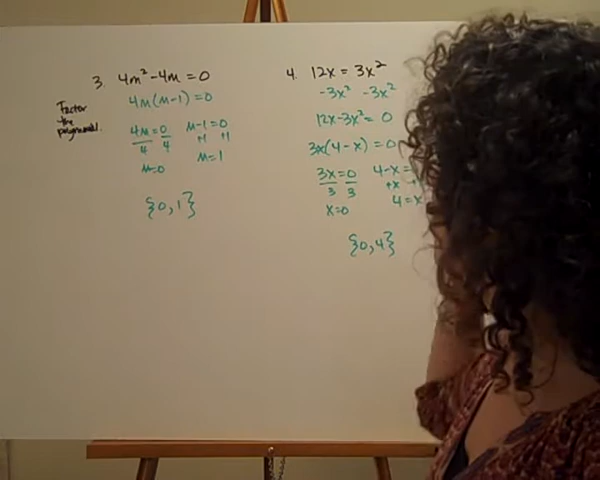 3. 4m² - 4m = 0
Factor
the
polynomial.
4m(m-1) = 0
4m = 0 m-1 = 0
4 4 +1 +1
m=0 m=1
{0,1}
4. 12x = 3x²
-3x² -3x²
12x-3x² = 0
3x(4-x) = 0
3x = 0 4-x =
3 3 +x
x=0 4=x
{0,4}